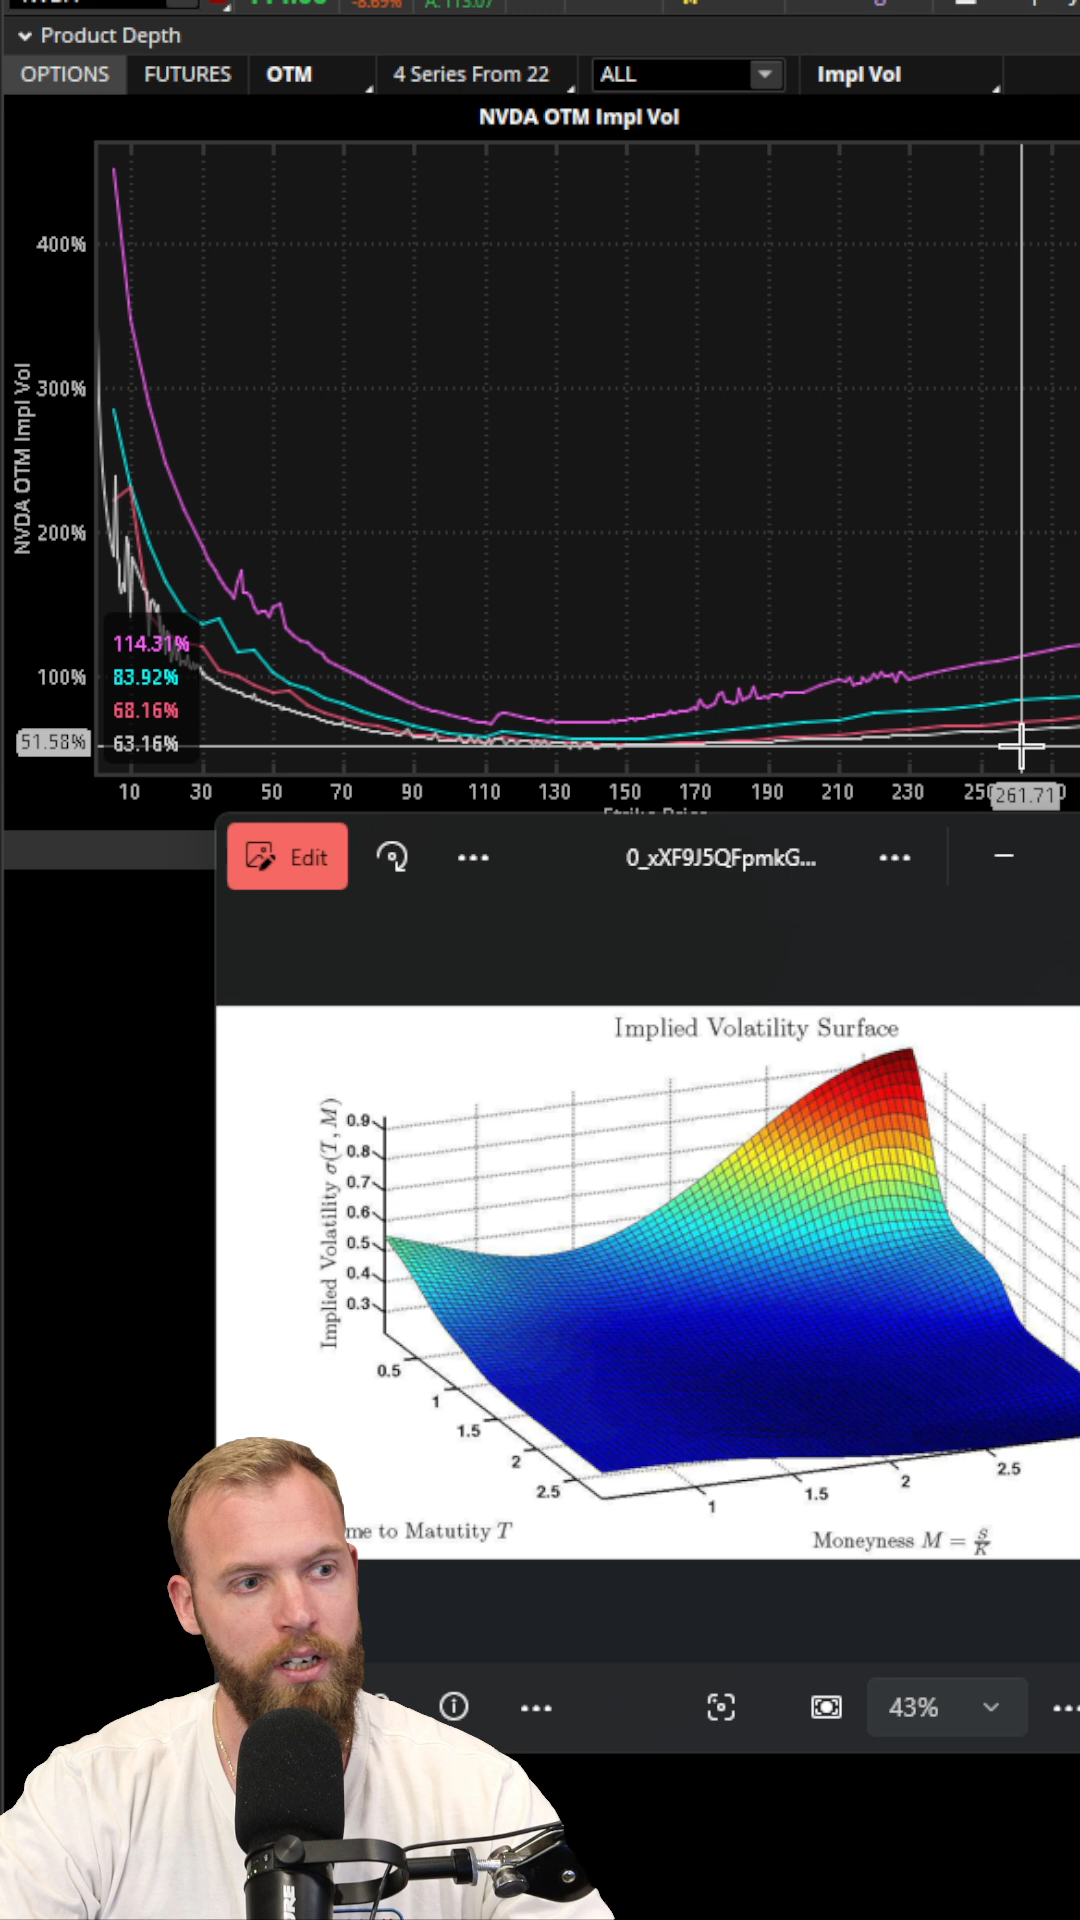 -8.69%
A: 113.07
Product Depth
OPTIONS FUTURES OTM 4 Series From 22 ALL Impl Vol
NVDA OTM Impl Vol
NVDA OTM Impl Vol
400%
300%
200%
100%
51.58%
114.31%
83.92%
68.16%
63.16%
10 30 50 70 90 110 130 150 170 190 210 230 261.71
Edit 0_xXF9J5QFpmkG...
Implied Volatility Surface
Implied Volatility σ(T, M)
0.9
0.8
0.7
0.6
0.5
0.4
0.3
0.5
1
1.5
2
2.5
1 1.5 2 2.5
me to Matutity T
Moneyness M = S/K
43%